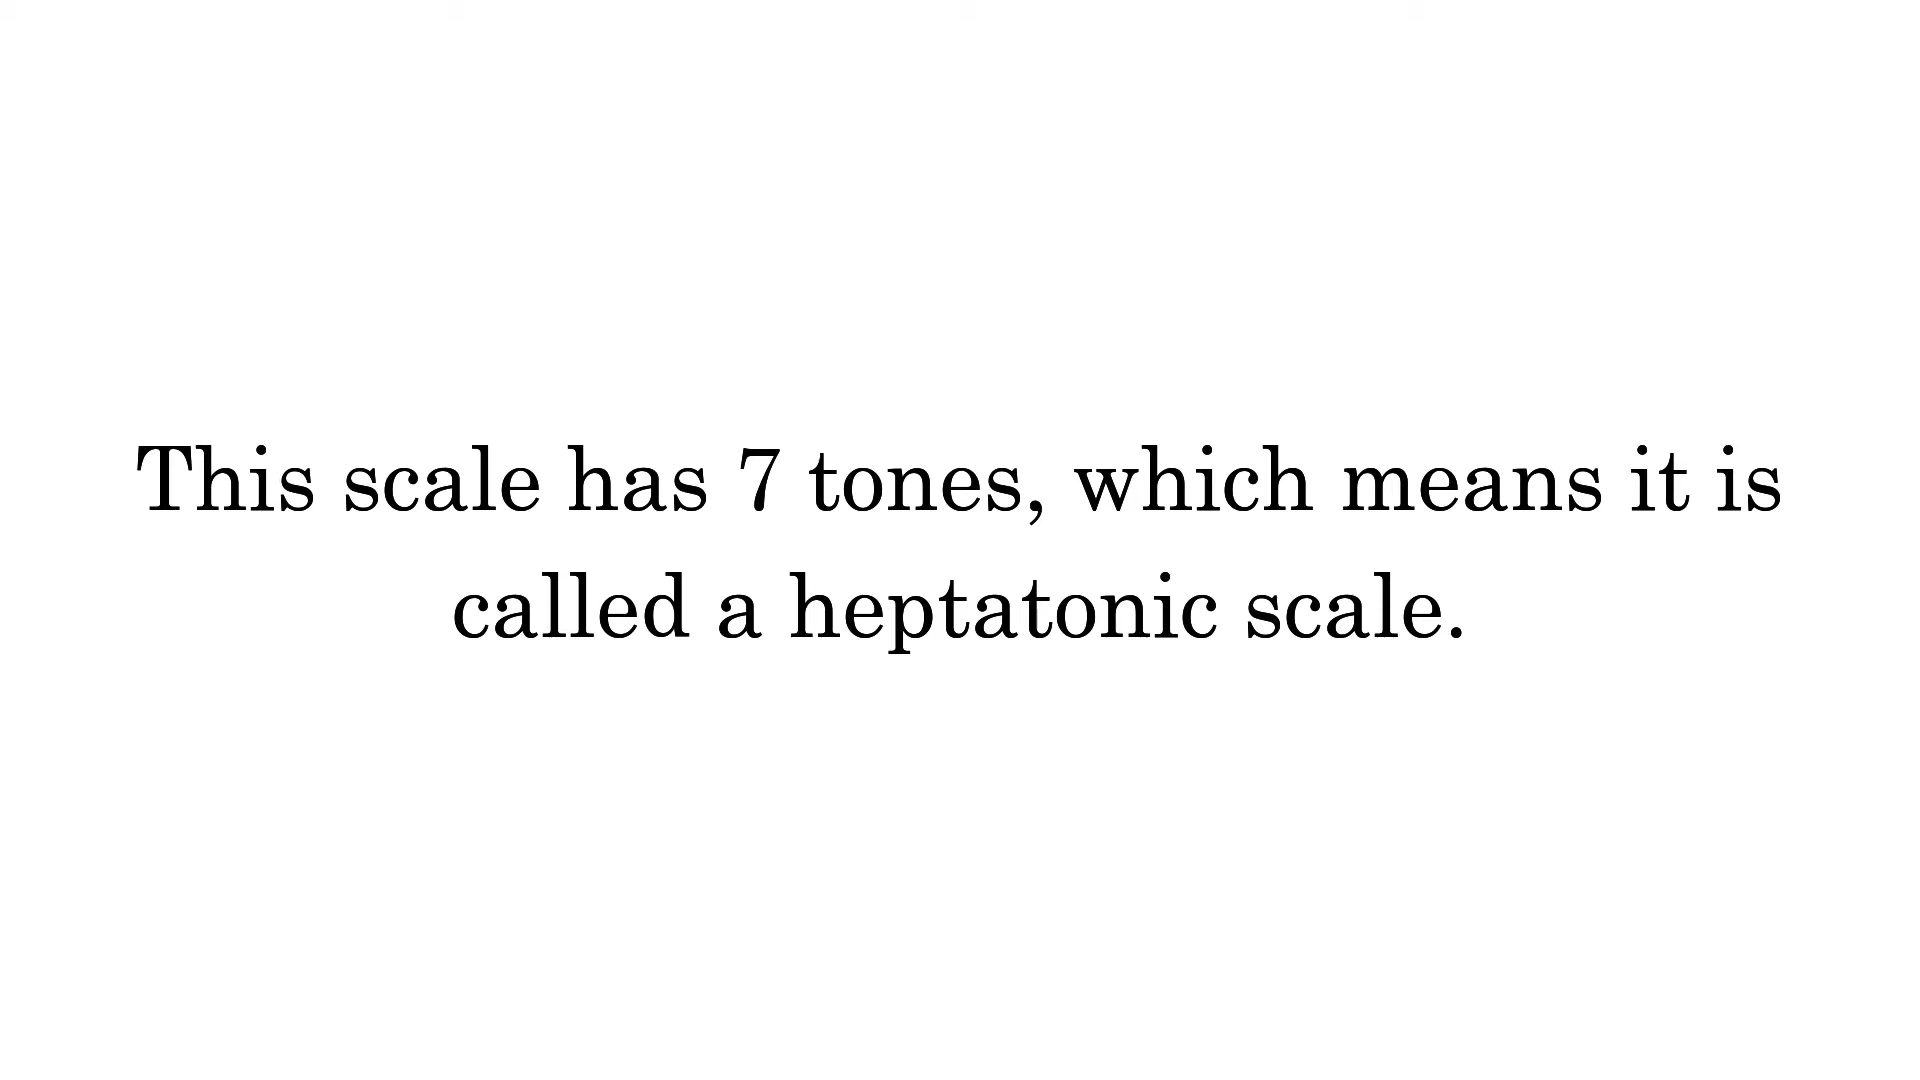 This scale has 7 tones, which means it is
called a heptatonic scale.